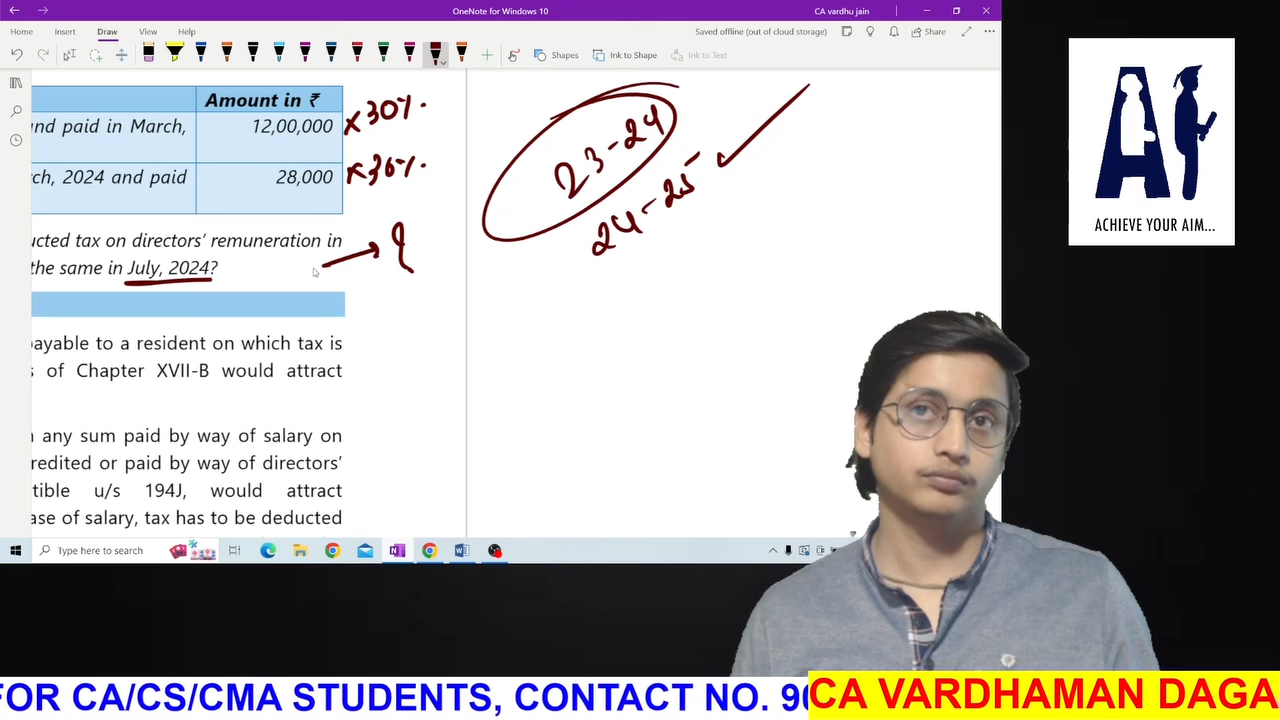 OneNote for Windows 10
CA vardhu jain
Home
Insert
Draw
View
Help
Saved offline (out of cloud storage)
Share
Shapes
Ink to Shape
Ink to Text
Amount in ₹
and paid in March,
12,00,000
×30%
ch, 2024 and paid
28,000
×30%
23-24
24-25
ucted tax on directors' remuneration in
the same in July, 2024?
payable to a resident on which tax is
s of Chapter XVII-B would attract
n any sum paid by way of salary on
redited or paid by way of directors'
tible u/s 194J, would attract
ase of salary, tax has to be deducted
Type here to search
AI
ACHIEVE YOUR AIM...
FOR CA/CS/CMA STUDENTS, CONTACT NO. 90
CA VARDHAMAN DAGA